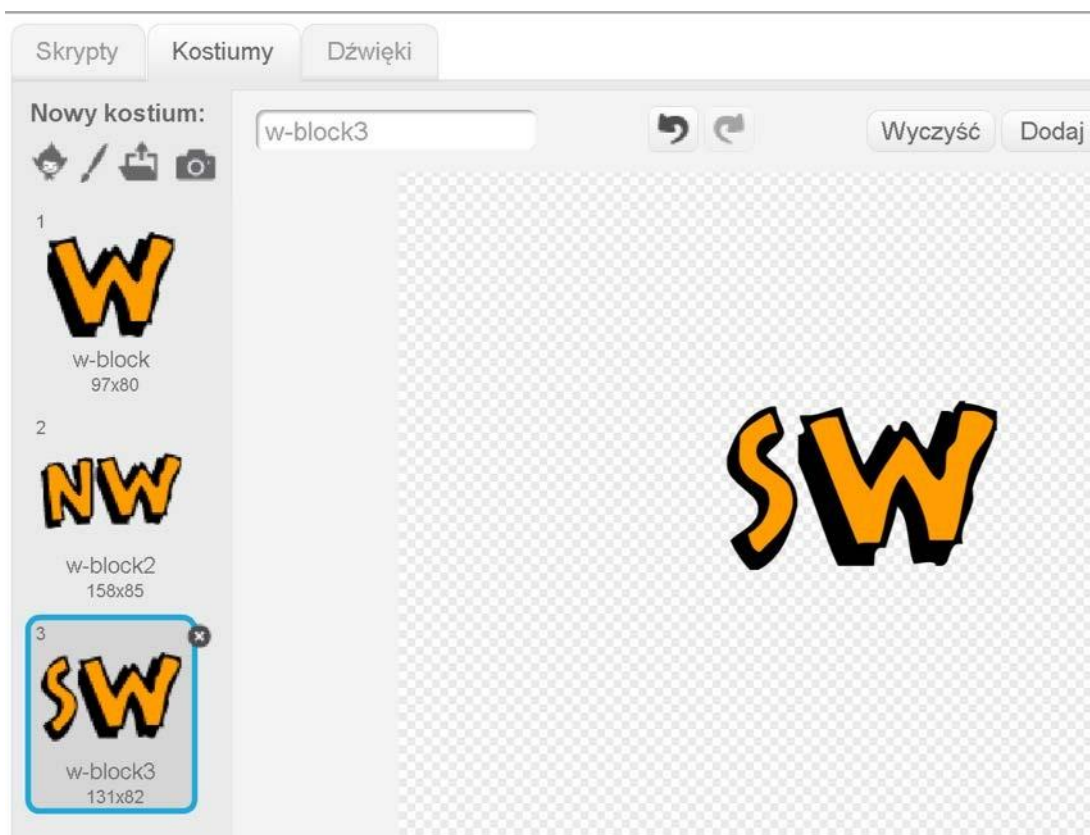 Skrypty Kostiumy Dźwięki
Nowy kostium:
w-block3
Wyczyść Dodaj
1
W
w-block
97x80
2
NW
w-block2
158x85
3
SW
w-block3
131x82
SW